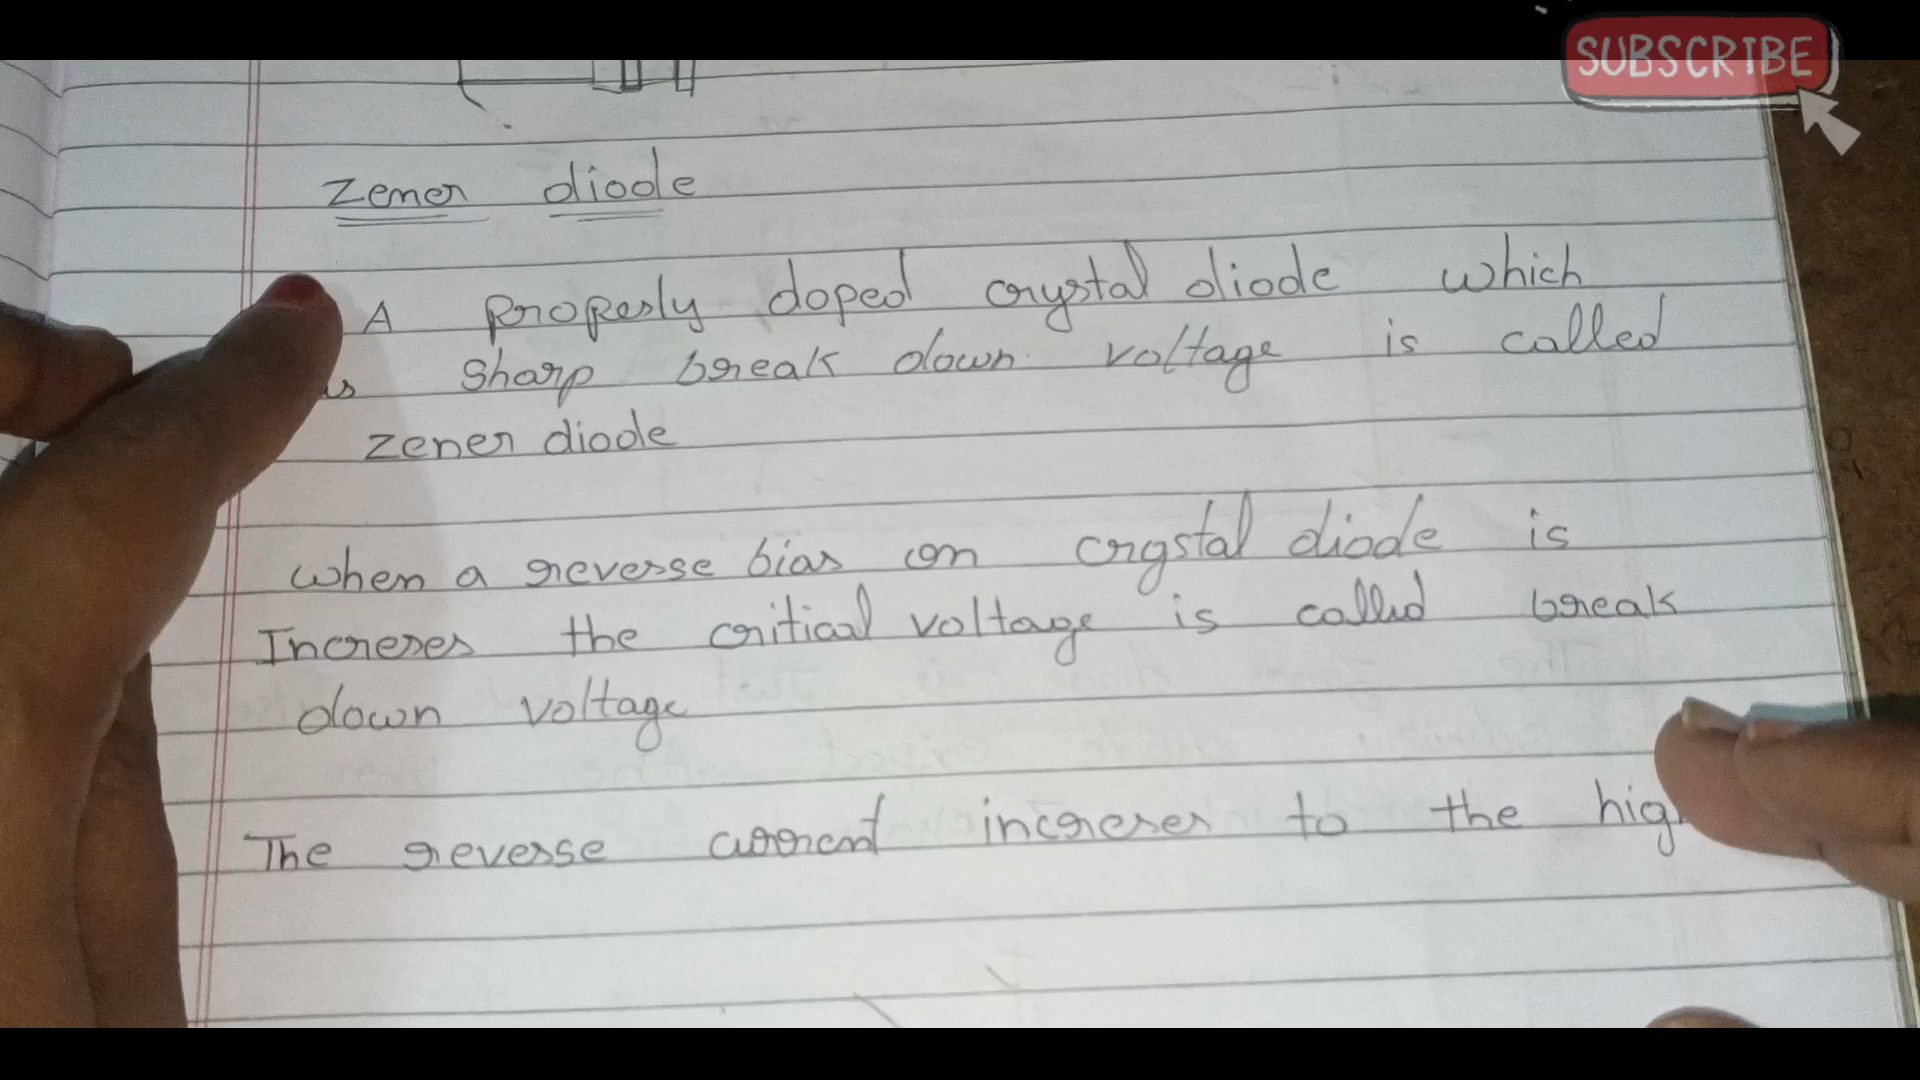 SUBSCRIBE
Zener diode
A properly doped crystal diode which
sharp break down voltage is called
zener diode
when a reverse bias on crystal diode is
Increses the critical voltage is called break
down voltage
The reverse current increses to the